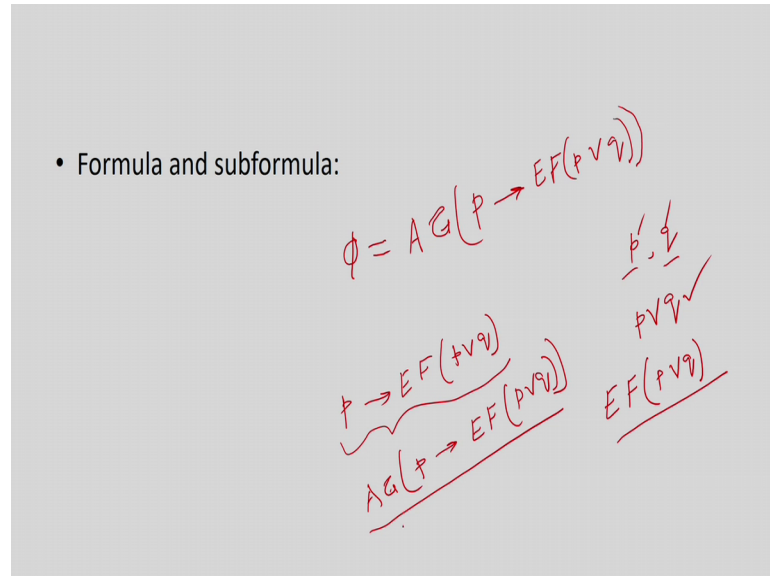 • Formula and subformula:
φ = AG(p → EF(p ∨ q))
p, q
p ∨ q ✓
EF(p ∨ q)
p → EF(p ∨ q)
AG(p → EF(p ∨ q))